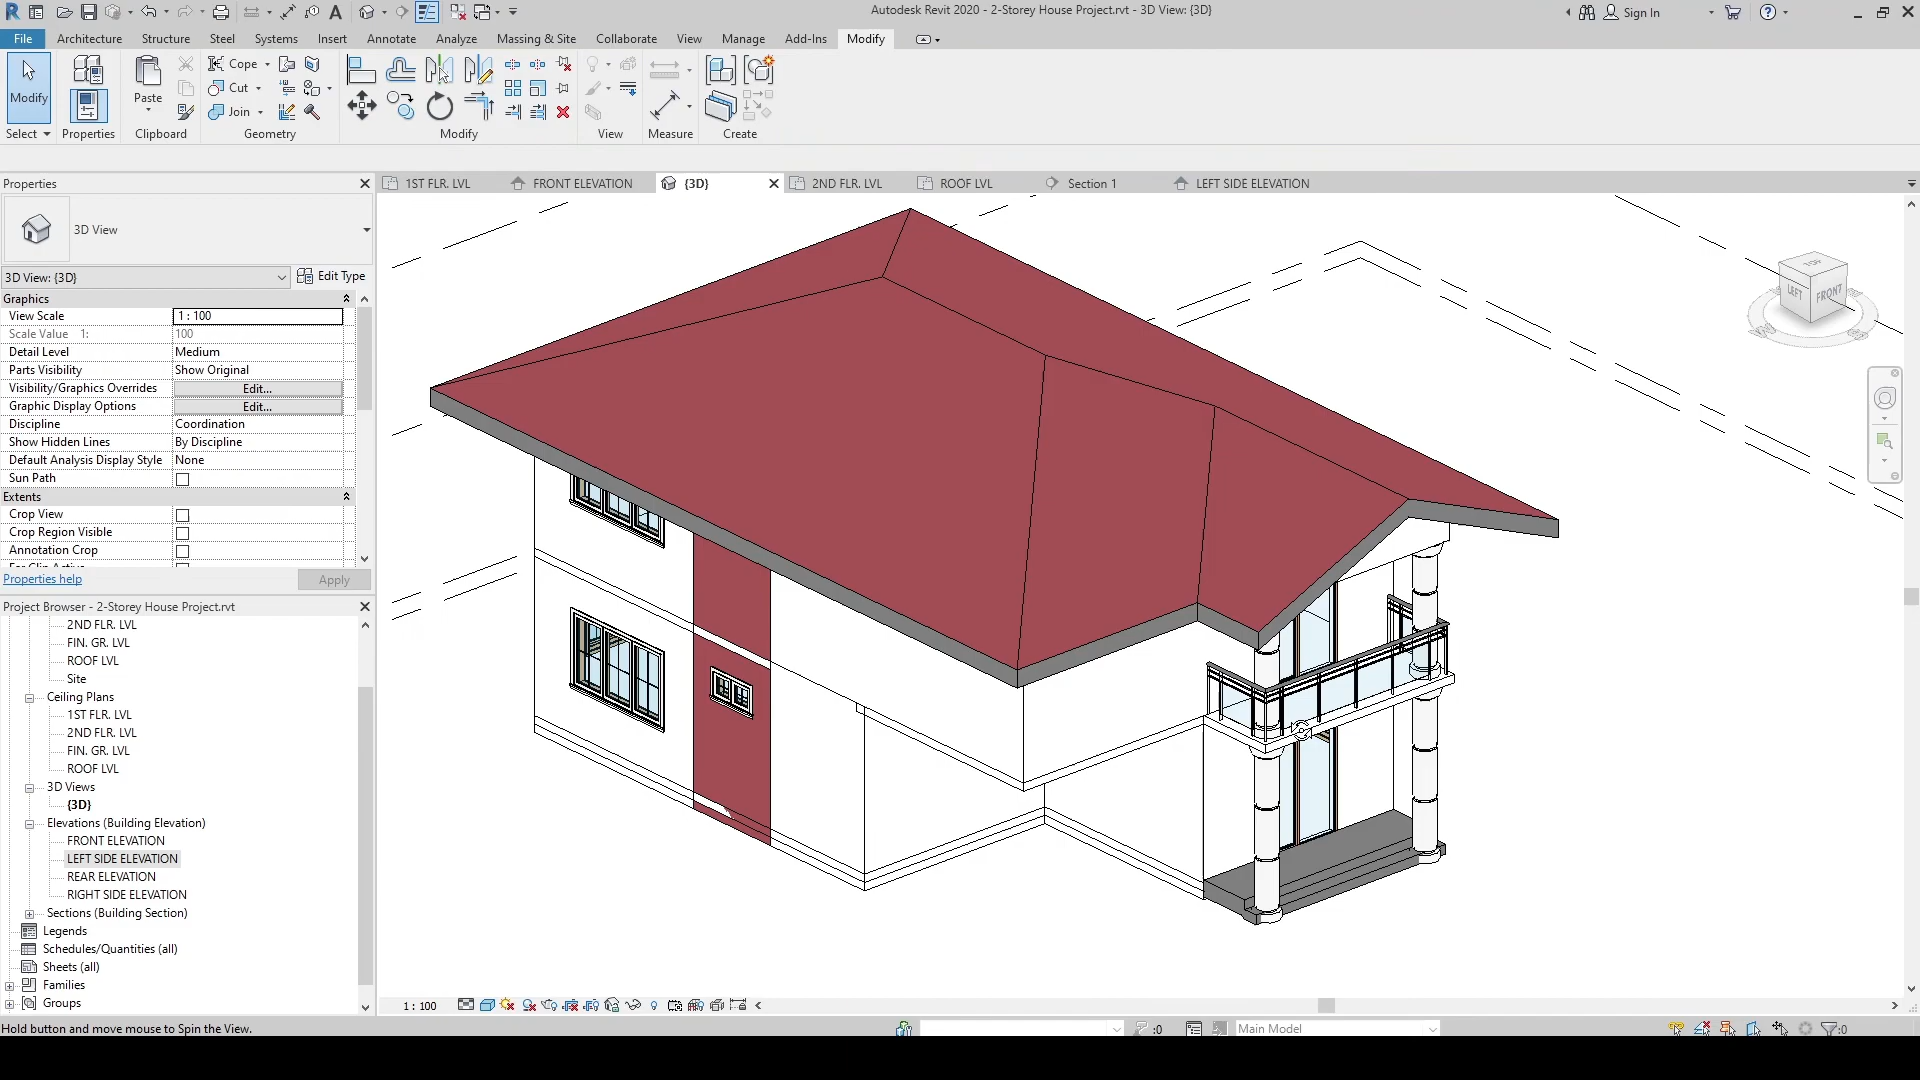 Autodesk Revit 2020 - 2-Storey House Project.rvt - 3D View: {3D}
Sign In
File Architecture Structure Steel Systems Insert Annotate Analyze Massing & Site Collaborate View Manage Add-Ins Modify
Modify
Paste
Cope
Cut
Join
Select Properties Clipboard Geometry Modify View Measure Create
Properties
1ST FLR. LVL FRONT ELEVATION {3D} 2ND FLR. LVL ROOF LVL Section 1 LEFT SIDE ELEVATION
3D View
3D View: {3D} Edit Type
Graphics
View Scale 1 : 100
Scale Value 1: 100
Detail Level Medium
Parts Visibility Show Original
Visibility/Graphics Overrides Edit...
Graphic Display Options Edit...
Discipline Coordination
Show Hidden Lines By Discipline
Default Analysis Display Style None
Sun Path
Extents
Crop View
Crop Region Visible
Annotation Crop
Properties help Apply
Project Browser - 2-Storey House Project.rvt
2ND FLR. LVL
FIN. GR. LVL
ROOF LVL
Site
Ceiling Plans
1ST FLR. LVL
2ND FLR. LVL
FIN. GR. LVL
ROOF LVL
3D Views
{3D}
Elevations (Building Elevation)
FRONT ELEVATION
LEFT SIDE ELEVATION
REAR ELEVATION
RIGHT SIDE ELEVATION
Sections (Building Section)
Legends
Schedules/Quantities (all)
Sheets (all)
Families
Groups
TOP
LEFT FRONT
1 : 100
Hold button and move mouse to Spin the View.
:0
Main Model
:0